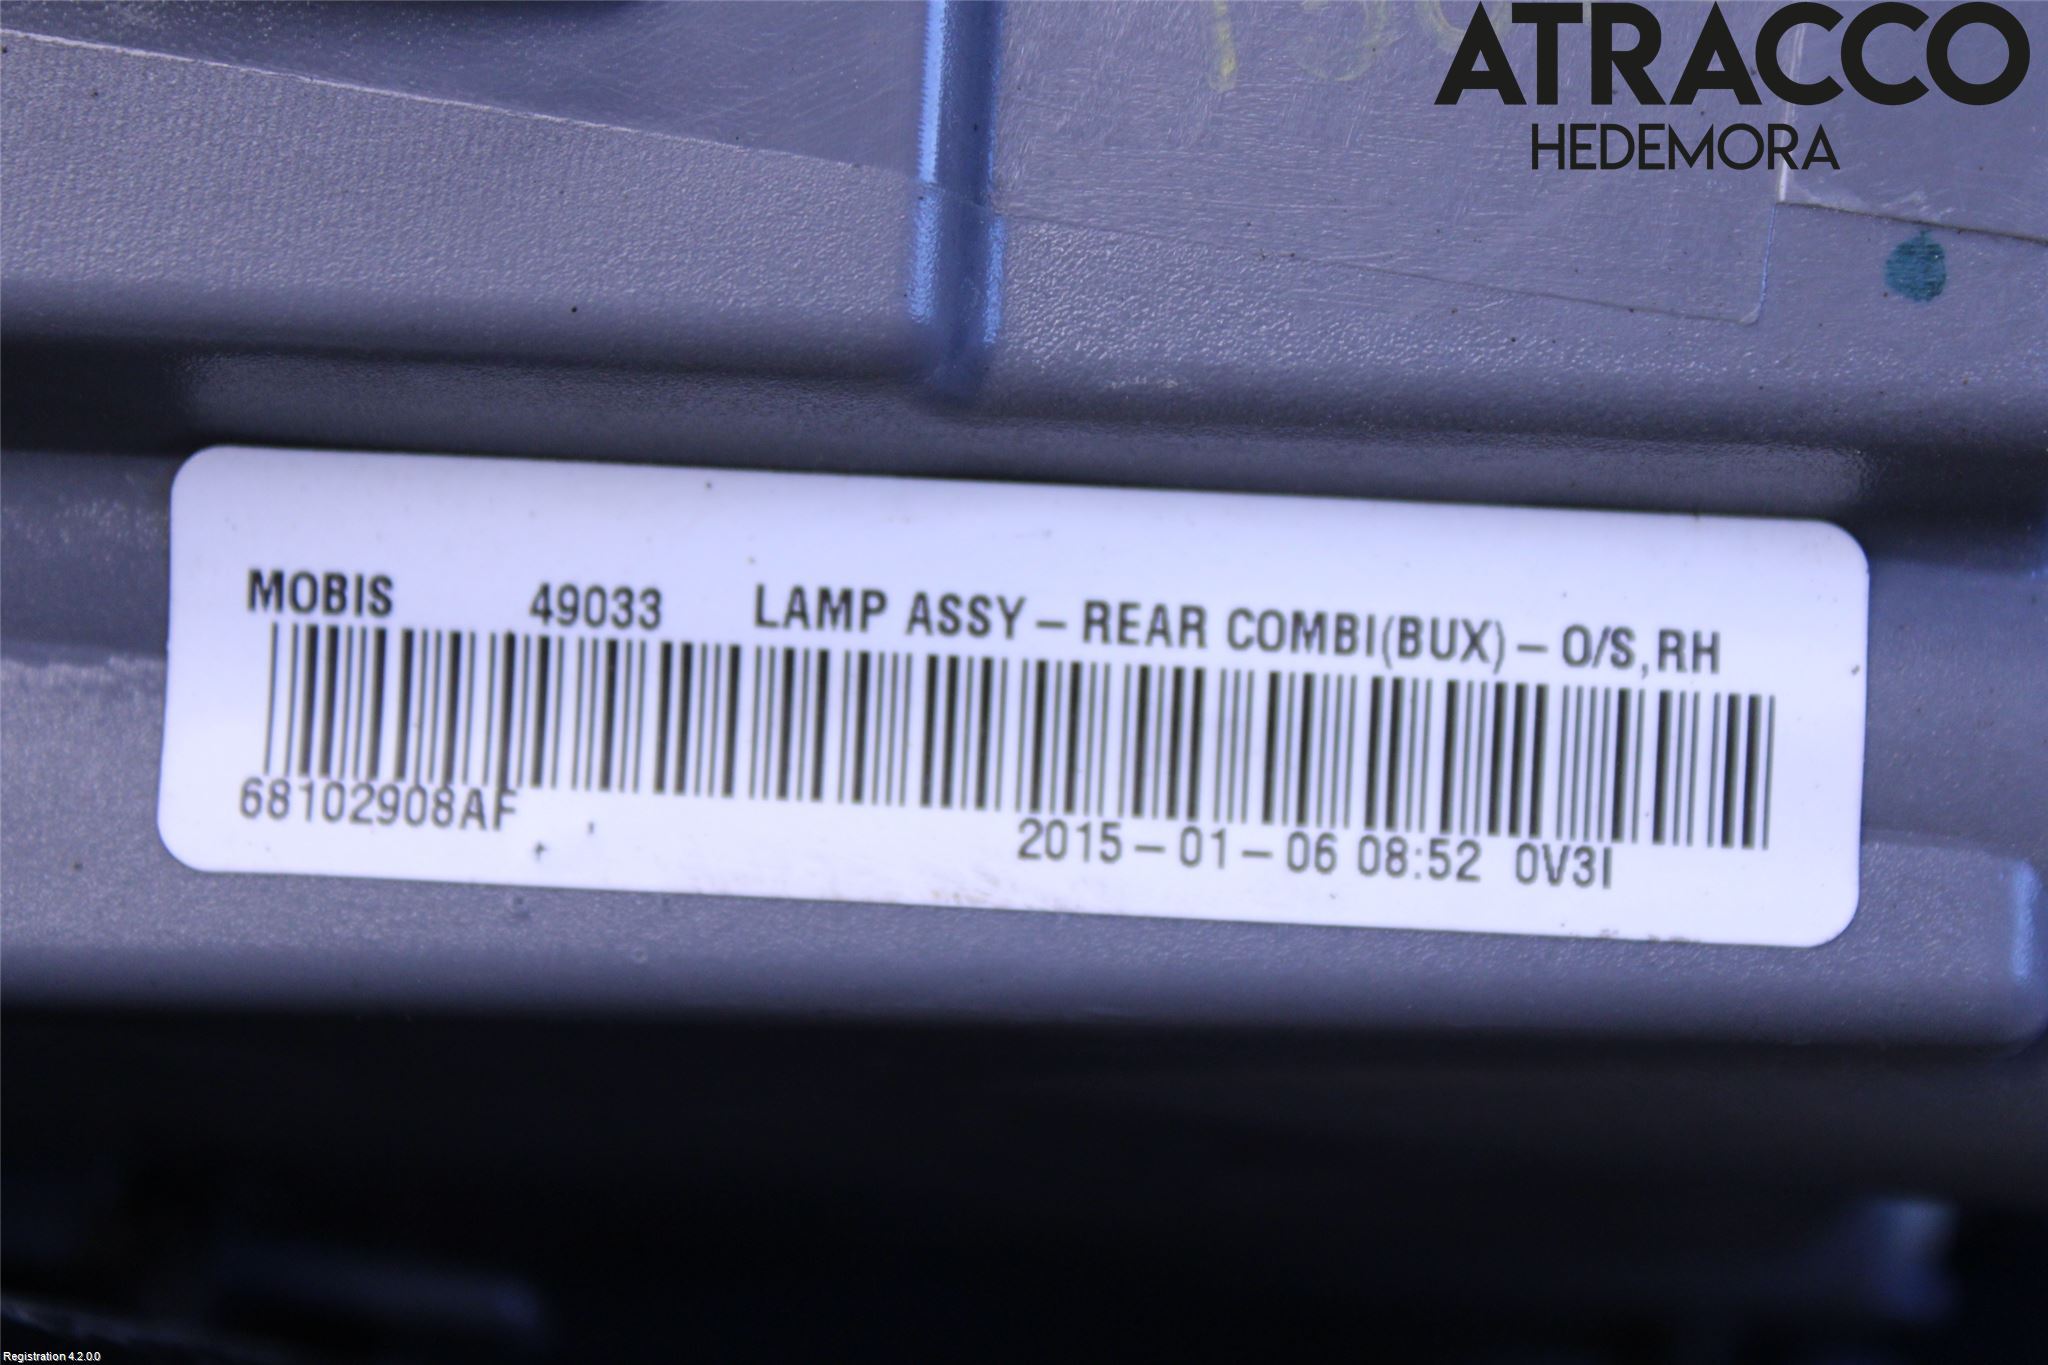 ATRACCO
HEDEMORA
MOBIS 49033 LAMP ASSY-REAR COMBI(BUX)-O/S,RH
68102908AF
2015-01-06 08:52 0V3I
Registration 4.2.0.0